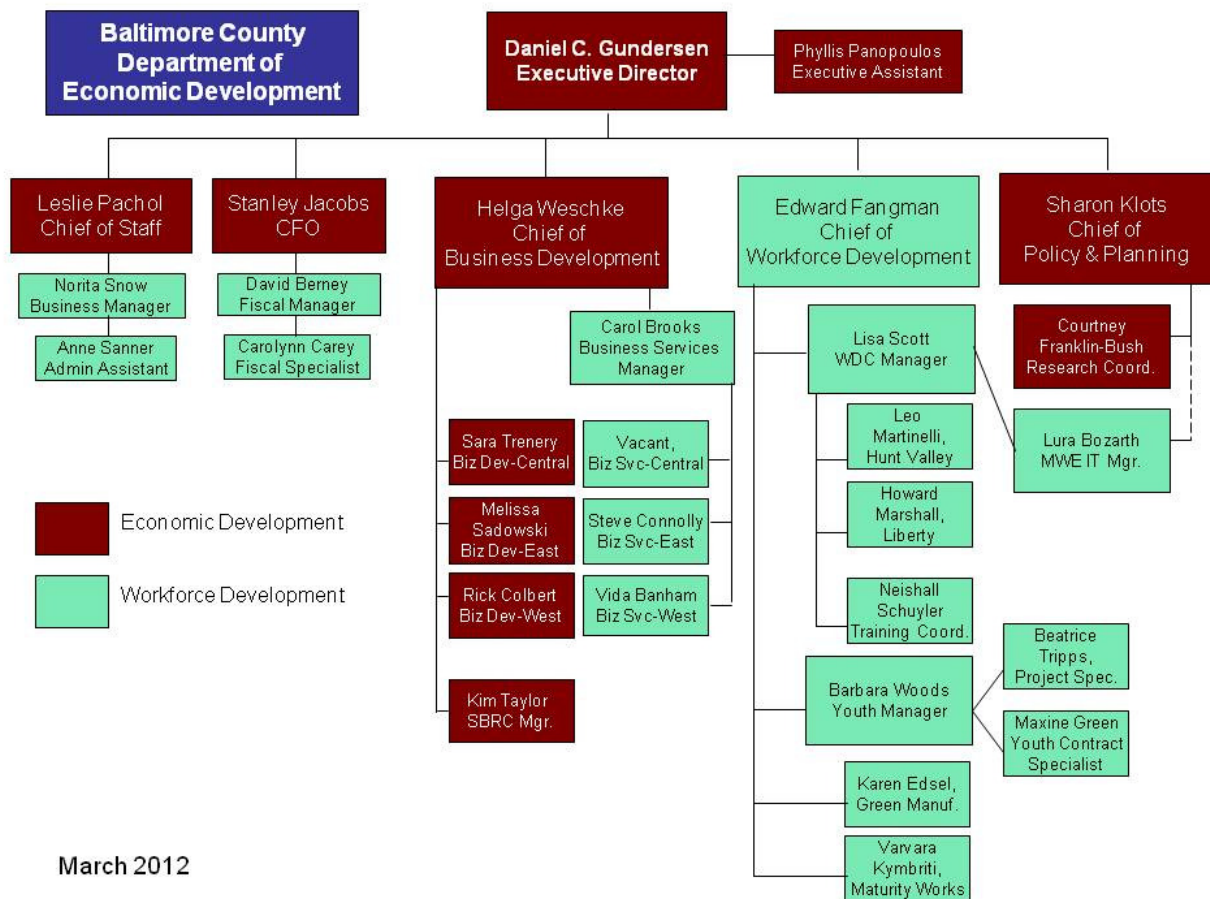 Baltimore County
Department of
Economic Development
Daniel C. Gundersen
Executive Director
Phyllis Panopoulos
Executive Assistant
Leslie Pachol
Chief of Staff
Stanley Jacobs
CFO
Helga Weschke
Chief of
Business Development
Edward Fangman
Chief of
Workforce Development
Sharon Klots
Chief of
Policy & Planning
Norita Snow
Business Manager
Anne Sanner
Admin Assistant
David Berney
Fiscal Manager
Carolynn Carey
Fiscal Specialist
Carol Brooks
Business Services
Manager
Sara Trenery
Biz Dev-Central
Melissa
Sadowski
Biz Dev-East
Rick Colbert
Biz Dev-West
Kim Taylor
SBRC Mgr.
Vacant,
Biz Svc-Central
Steve Connolly
Biz Svc-East
Vida Banham
Biz Svc-West
Lisa Scott
WDC Manager
Leo
Martinelli,
Hunt Valley
Howard
Marshall,
Liberty
Neishall
Schuyler
Training Coord.
Barbara Woods
Youth Manager
Beatrice
Tripps,
Project Spec.
Maxine Green
Youth Contract
Specialist
Karen Edsel,
Green Manuf.
Varvara
Kymbriti,
Maturity Works
Courtney
Franklin-Bush
Research Coord.
Lura Bozarth
MWE IT Mgr.
Economic Development
Workforce Development
March 2012